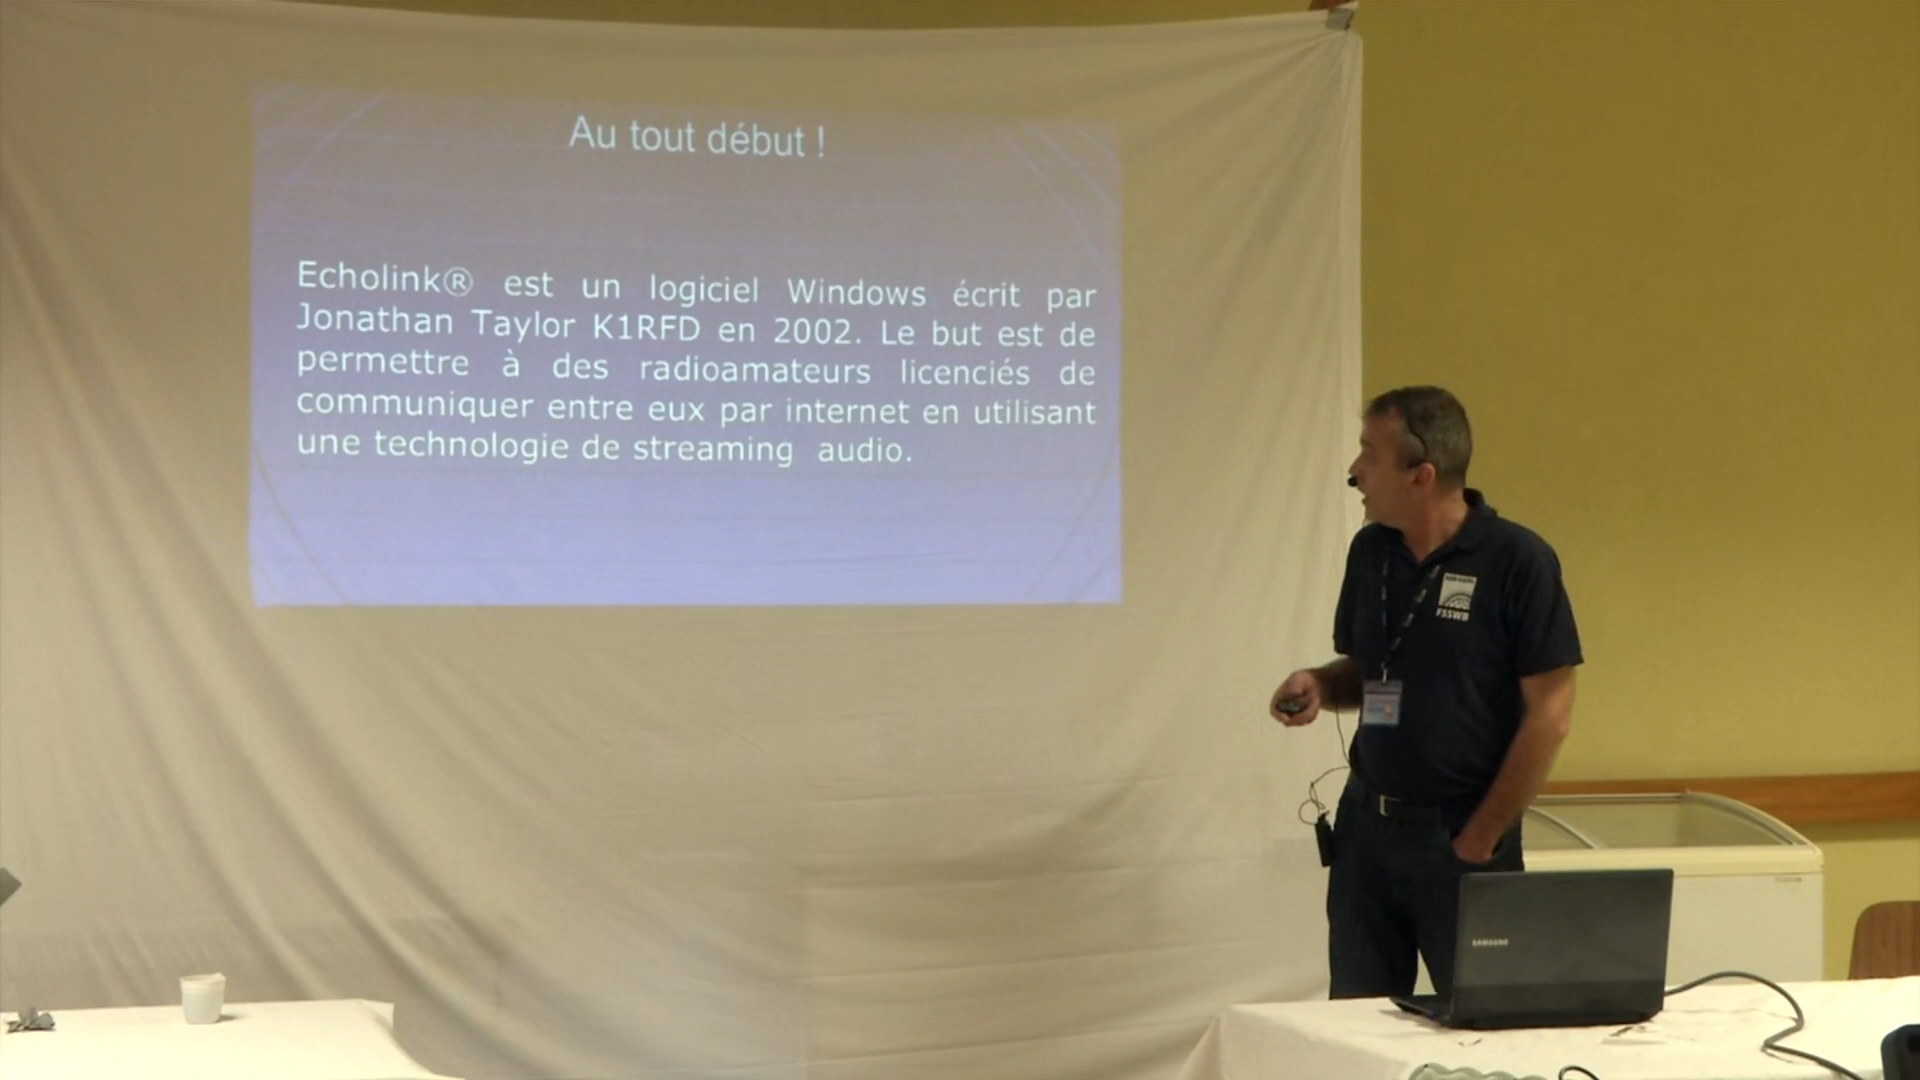 Au tout début !
Echolink® est un logiciel Windows écrit par
Jonathan Taylor K1RFD en 2002. Le but est de
permettre à des radioamateurs licenciés de
communiquer entre eux par internet en utilisant
une technologie de streaming audio.
F5SWB
SAMSUNG